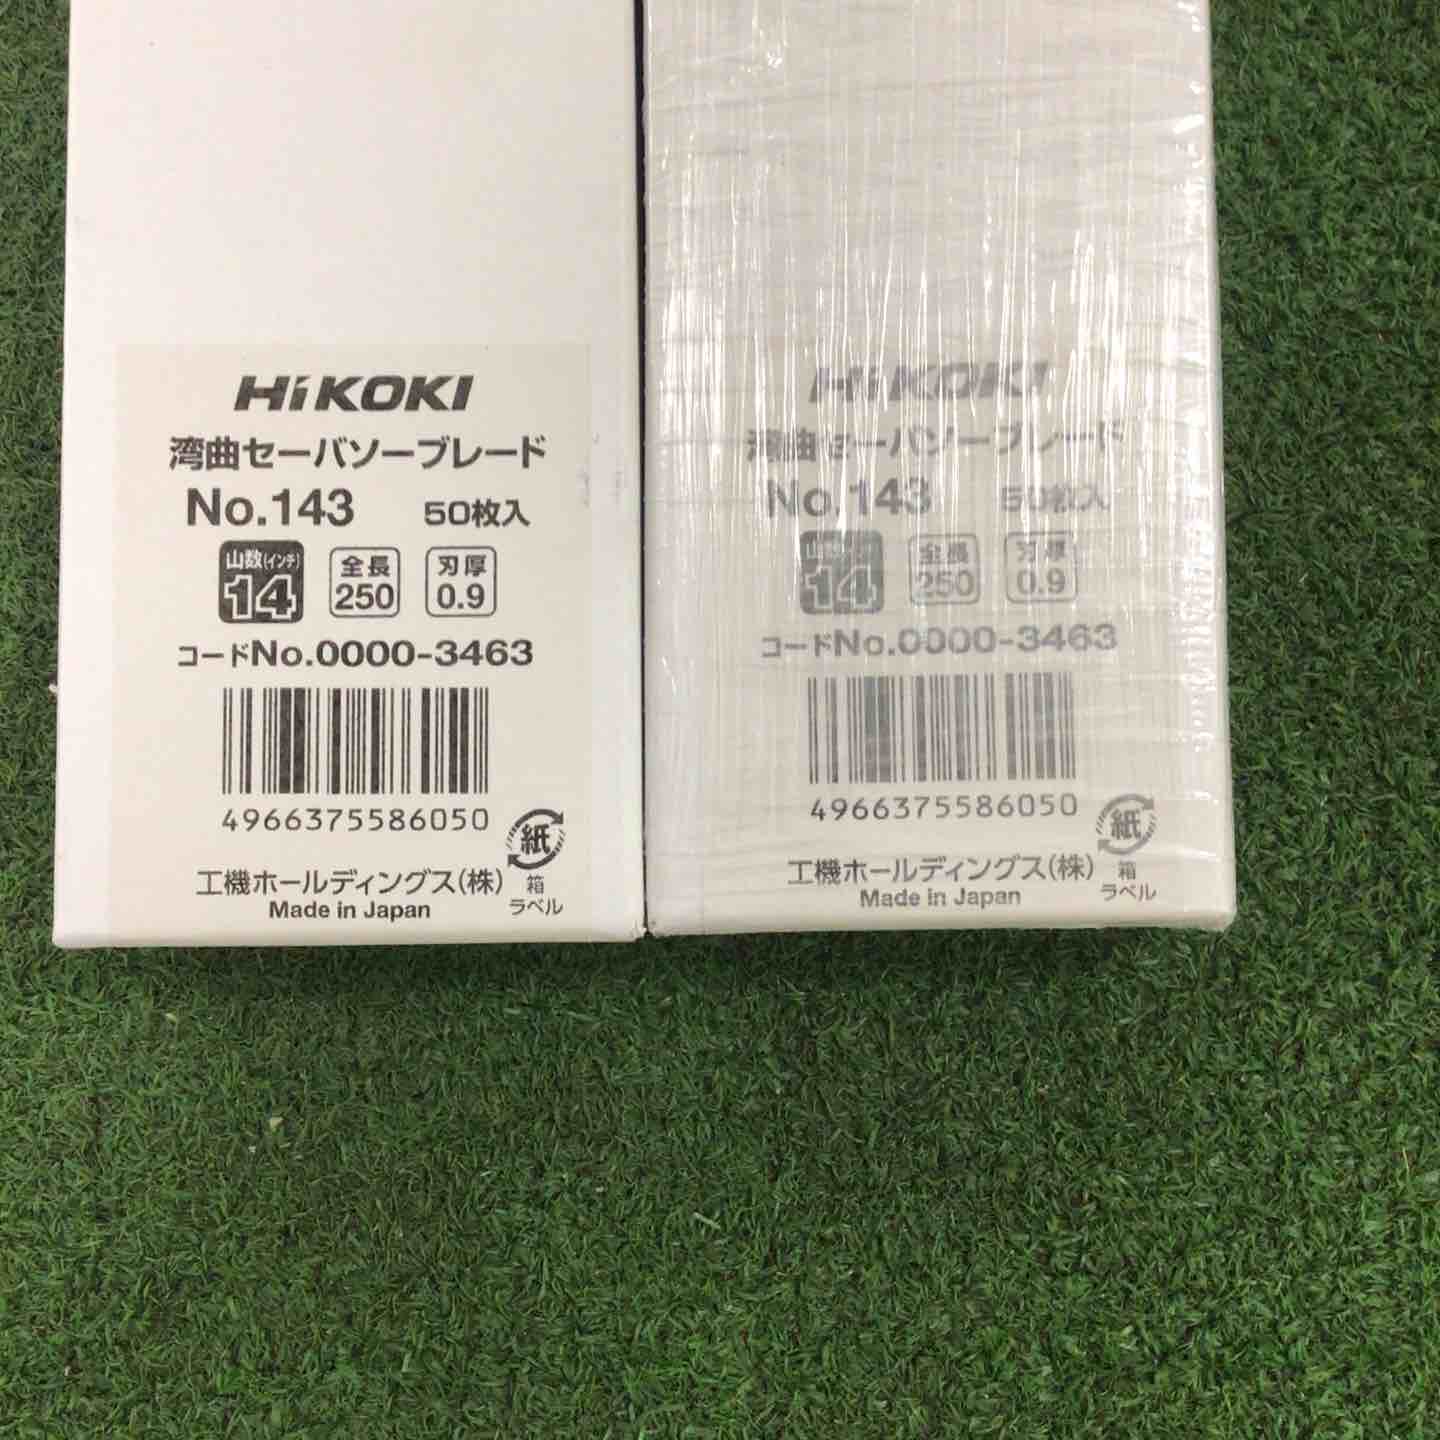 HiKOKI
湾曲セーバソーブレード
No.143 50枚入
山数(インチ) 14
全長 250
刃厚 0.9
コードNo.0000-3463
4966375586050
紙
箱
ラベル
工機ホールディングス(株)
Made in Japan
HiKOKI
湾曲セーバソーブレード
No.143 50枚入
山数(インチ) 14
全長 250
刃厚 0.9
コードNo.0000-3463
4966375586050
紙
箱
ラベル
工機ホールディングス(株)
Made in Japan